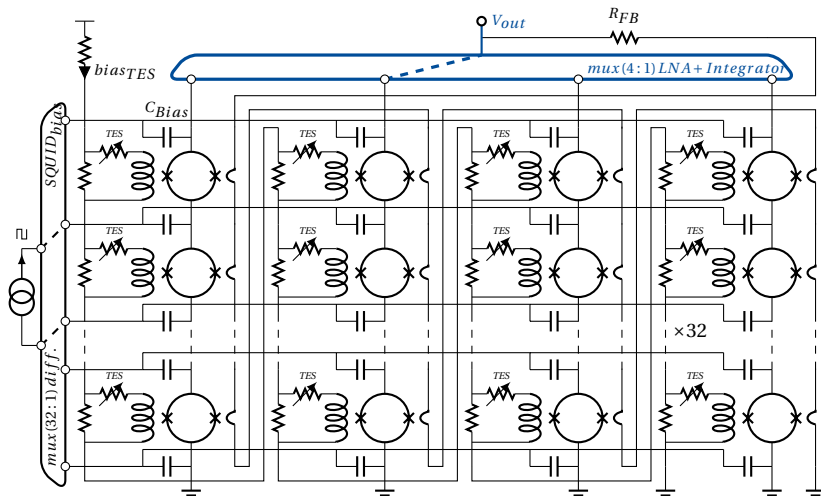 V_out
R_FB
bias_TES
mux(4:1) LNA+Integrator
C_Bias
SQUID_bias
TES
TES
TES
TES
TES
TES
TES
TES
×32
mux(32:1) diff.
TES
TES
TES
TES